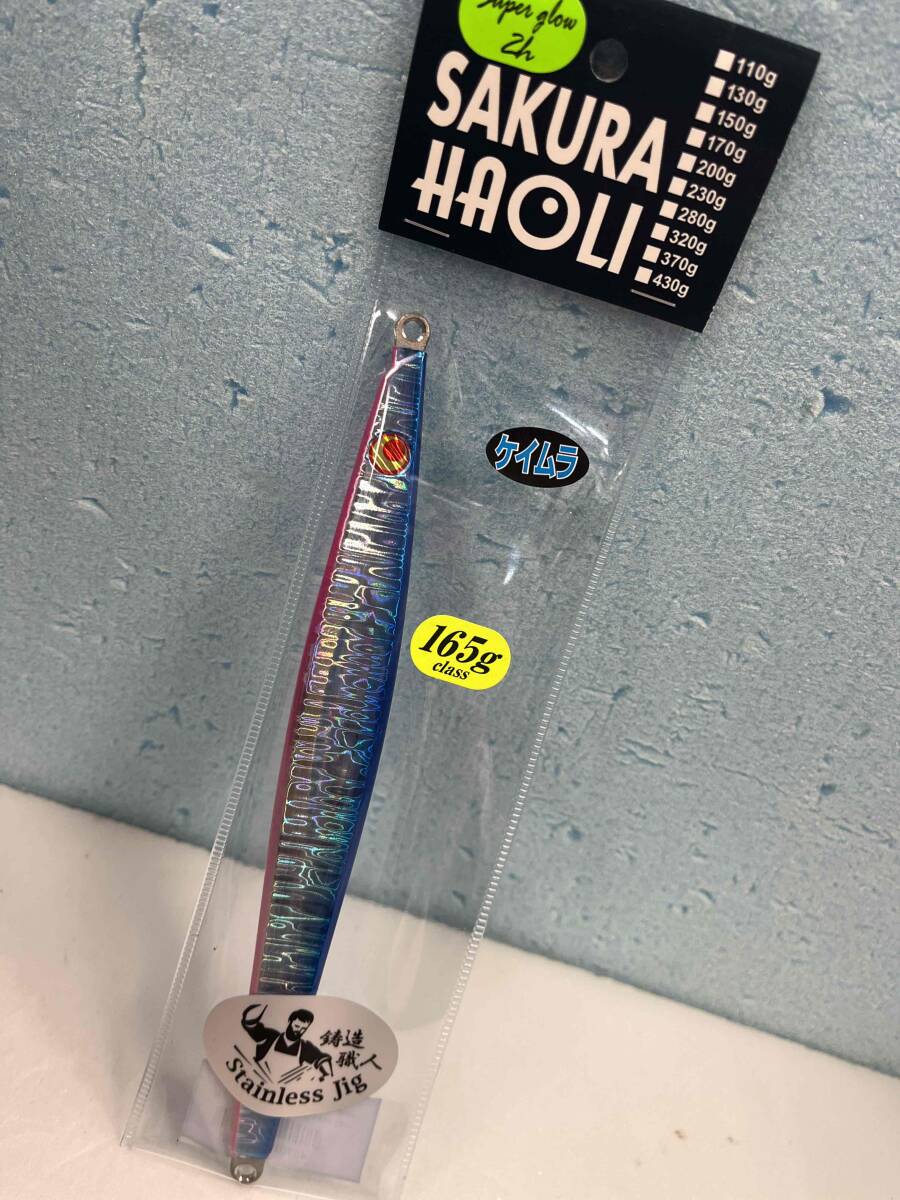 Super glow
2h
SAKURA
HAOLI
110g
130g
150g
170g
200g
230g
280g
320g
370g
430g
ケイムラ
165g
class
鋳造
職人
Stainless Jig